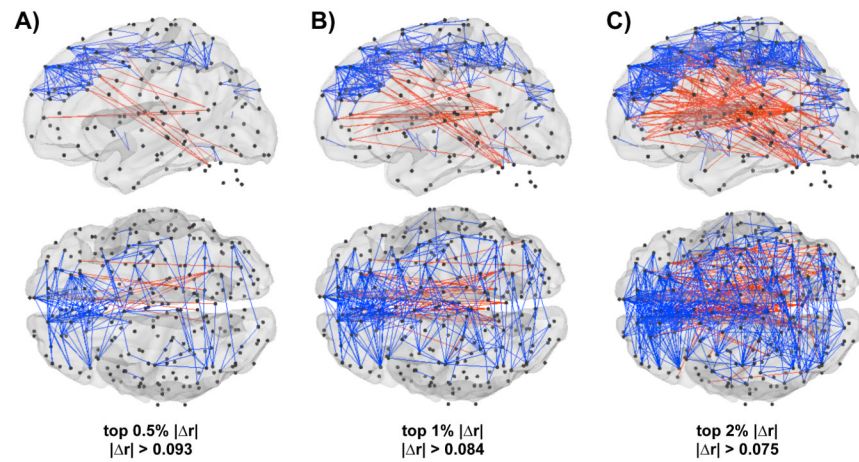 A)
B)
C)
top 0.5% |Δr|
|Δr| > 0.093
top 1% |Δr|
|Δr| > 0.084
top 2% |Δr|
|Δr| > 0.075